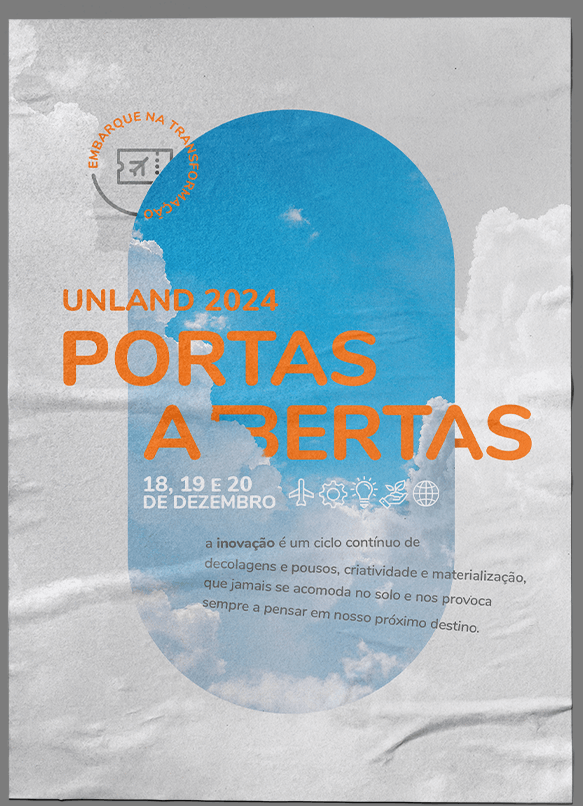 EMBARQUE NA TRANSFORMAÇÃO
UNLAND 2024
PORTAS
ABERTAS
18, 19 E 20
DE DEZEMBRO
a inovação é um ciclo contínuo de
decolagens e pousos, criatividade e materialização,
que jamais se acomoda no solo e nos provoca
sempre a pensar em nosso próximo destino.